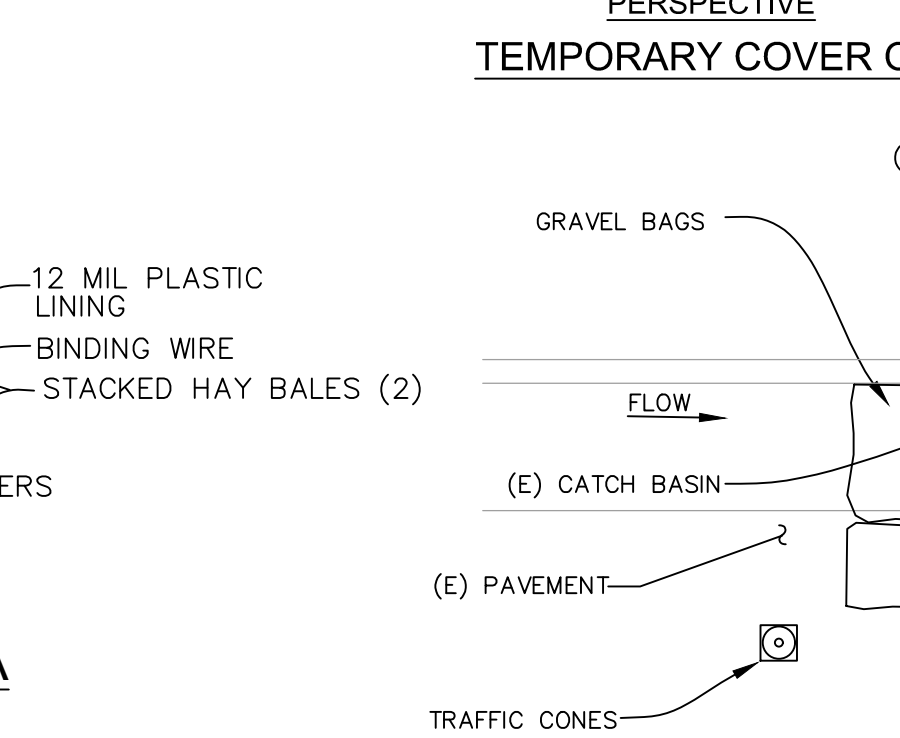 PERSPECTIVE
TEMPORARY COVER
GRAVEL BAGS
12 MIL PLASTIC
LINING
BINDING WIRE
STACKED HAY BALES (2)
FLOW
(E) CATCH BASIN
ERS
(E) PAVEMENT
A
TRAFFIC CONES